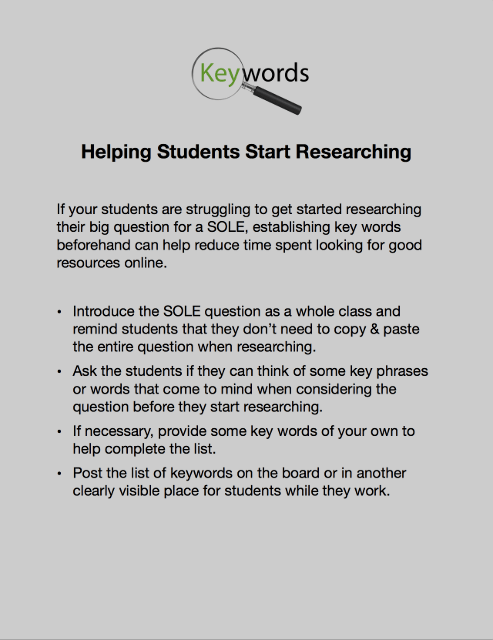 Keywords
Helping Students Start Researching
If your students are struggling to get started researching
their big question for a SOLE, establishing key words
beforehand can help reduce time spent looking for good
resources online.
• Introduce the SOLE question as a whole class and
remind students that they don’t need to copy & paste
the entire question when researching.
• Ask the students if they can think of some key phrases
or words that come to mind when considering the
question before they start researching.
• If necessary, provide some key words of your own to
help complete the list.
• Post the list of keywords on the board or in another
clearly visible place for students while they work.